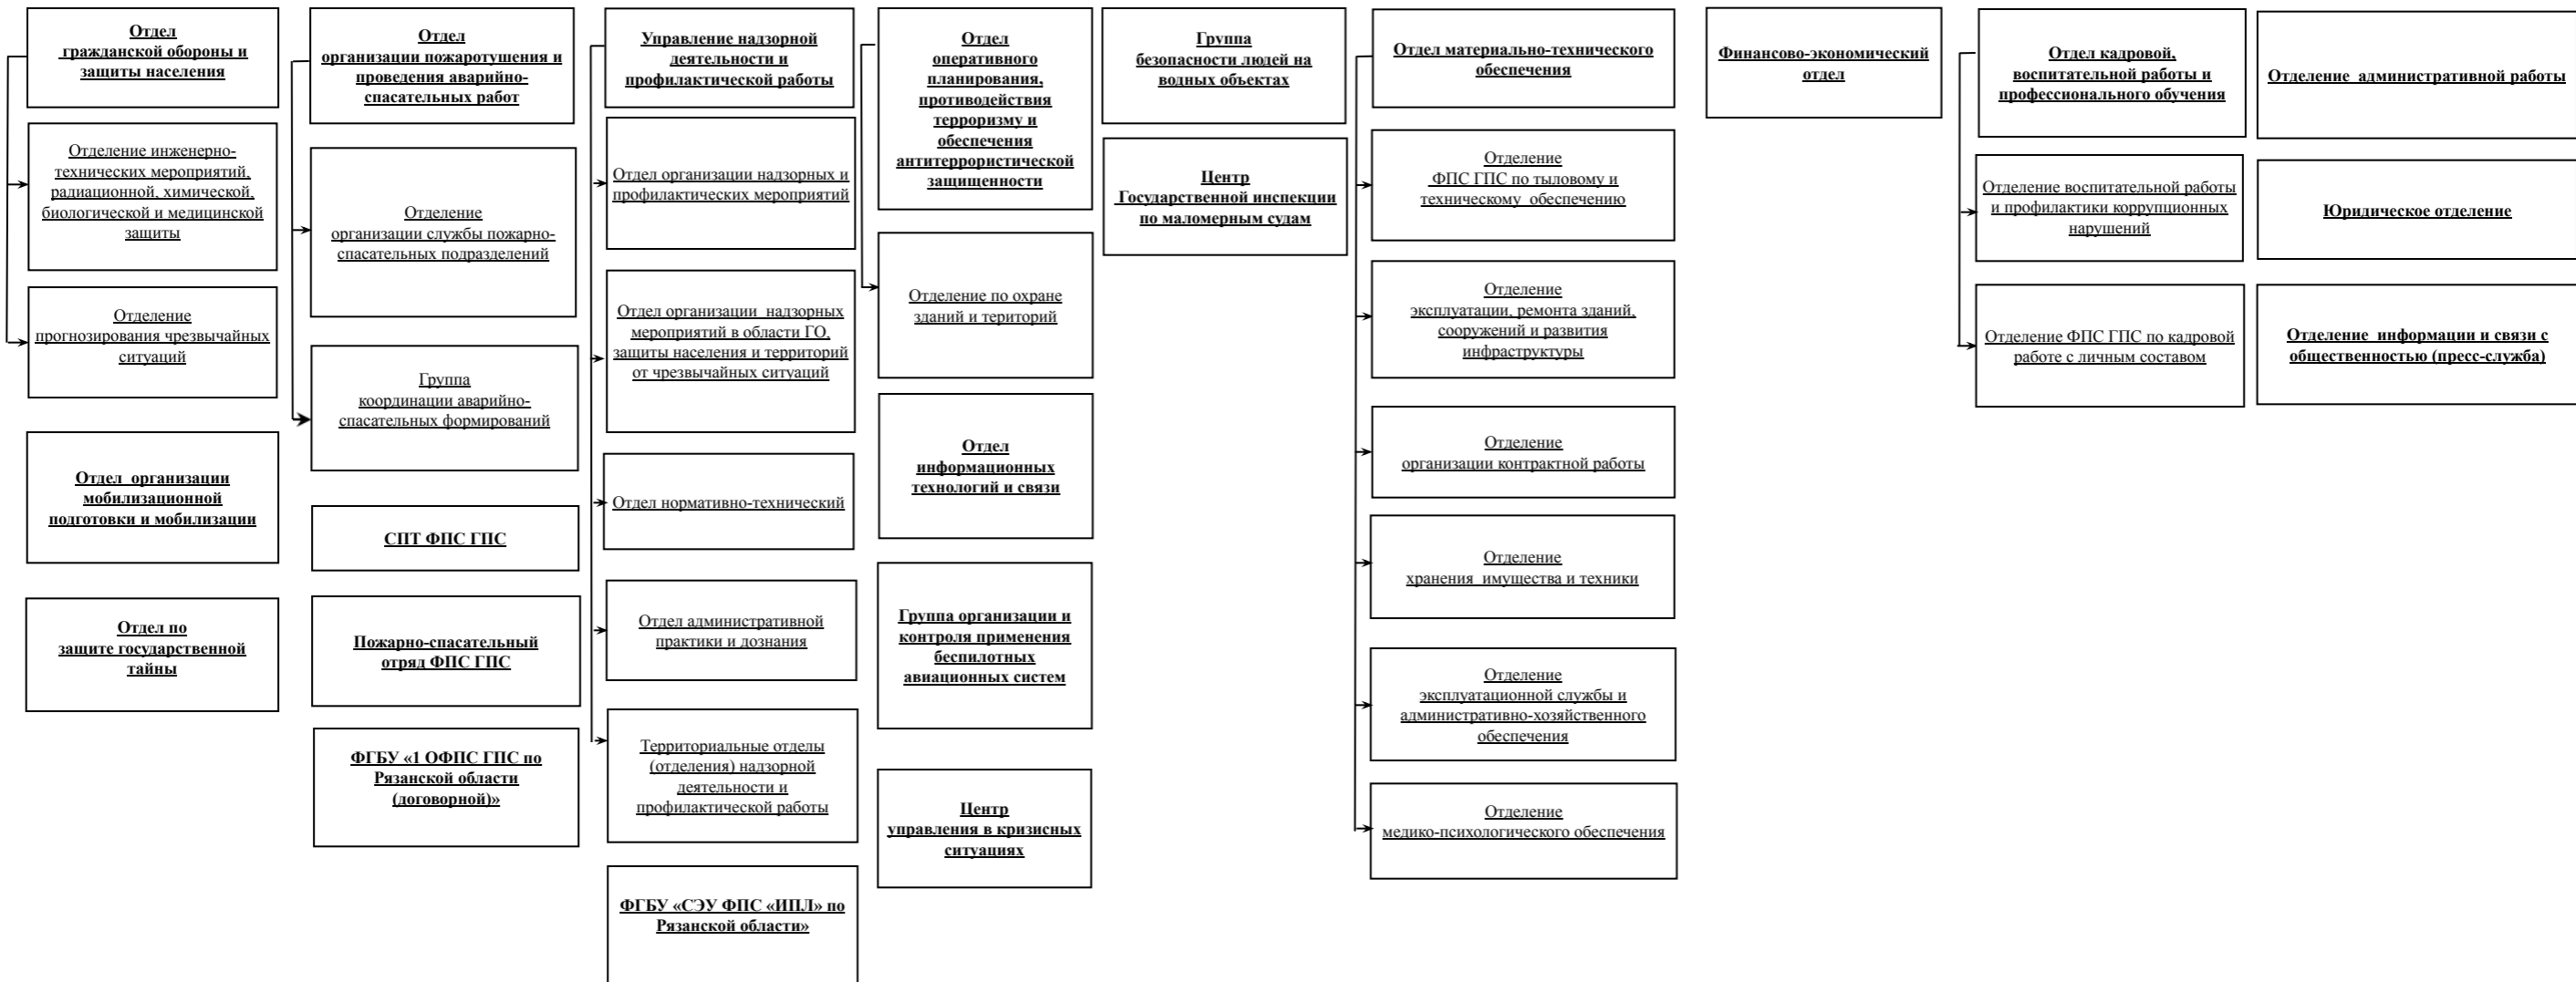 Отдел
гражданской обороны и
защиты населения
Отделение инженерно-
технических мероприятий,
радиационной, химической,
биологической и медицинской
защиты
Отделение
прогнозирования чрезвычайных
ситуаций
Отдел организации
мобилизационной
подготовки и мобилизации
Отдел по
защите государственной
тайны
Отдел
организации пожаротушения и
проведения аварийно-
спасательных работ
Отделение
организации службы пожарно-
спасательных подразделений
Группа
координации аварийно-
спасательных формирований
СПТ ФПС ГПС
Пожарно-спасательный
отряд ФПС ГПС
ФГБУ «1 ОФПС ГПС по
Рязанской области
(договорной)»
Управление надзорной
деятельности и
профилактической работы
Отдел организации надзорных и
профилактических мероприятий
Отдел организации надзорных
мероприятий в области ГО,
защиты населения и территорий
от чрезвычайных ситуаций
Отдел нормативно-технический
Отдел административной
практики и дознания
Территориальные отделы
(отделения) надзорной
деятельности и
профилактической работы
ФГБУ «СЭУ ФПС «ИПЛ» по
Рязанской области»
Отдел
оперативного
планирования,
противодействия
терроризму и
обеспечения
антитеррористической
защищенности
Отделение по охране
зданий и територий
Отдел
информационных
технологий и связи
Группа организации и
контроля применения
беспилотных
авиационных систем
Центр
управления в кризисных
ситуациях
Группа
безопасности людей на
водных объектах
Центр
Государственной инспекции
по маломерным судам
Отдел материально-технического
обеспечения
Отделение
ФПС ГПС по тыловому и
техническому обеспечению
Отделение
эксплуатации, ремонта зданий,
сооружений и развития
инфраструктуры
Отделение
организации контрактной работы
Отделение
хранения имущества и техники
Отделение
эксплуатационной службы и
административно-хозяйственного
обеспечения
Отделение
медико-психологического обеспечения
Финансово-экономический
отдел
Отдел кадровой,
воспитательной работы и
профессионального обучения
Отделение воспитательной работы
и профилактики коррупционных
нарушений
Отделение ФПС ГПС по кадровой
работе с личным составом
Отделение административной работы
Юридическое отделение
Отделение информации и связи с
общественностью (пресс-служба)